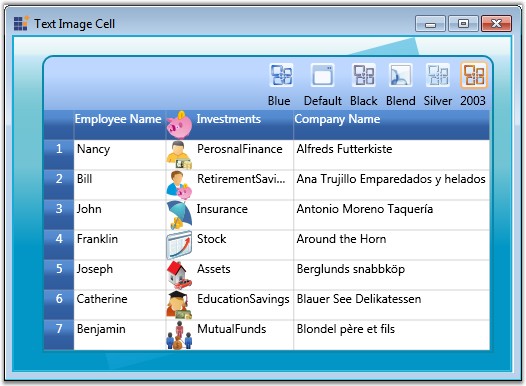 Text Image Cell
Blue Default Black Blend Silver 2003
Employee Name Investments Company Name
1 Nancy PerosnalFinance Alfreds Futterkiste
2 Bill RetirementSavi... Ana Trujillo Emparedados y helados
3 John Insurance Antonio Moreno Taquería
4 Franklin Stock Around the Horn
5 Joseph Assets Berglunds snabbköp
6 Catherine EducationSavings Blauer See Delikatessen
7 Benjamin MutualFunds Blondel père et fils